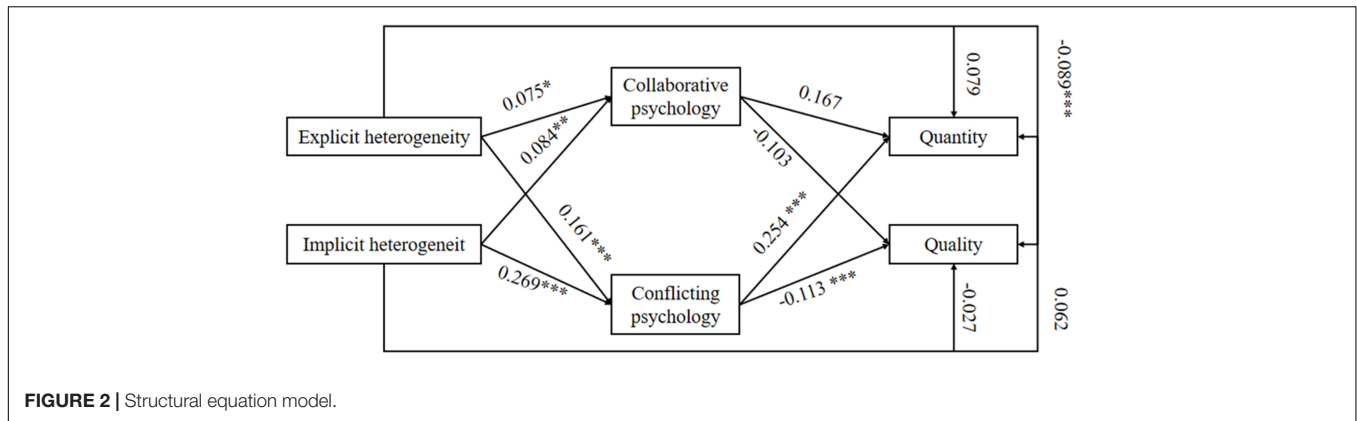 0.079
-0.089***
Collaborative
psychology
0.075*
0.167
Explicit heterogeneity
0.084**
-0.103
Quantity
0.161***
0.254 ***
Implicit heterogeneit
Quality
0.269***
-0.113 ***
Conflicting
psychology
-0.027
0.062
FIGURE 2 | Structural equation model.